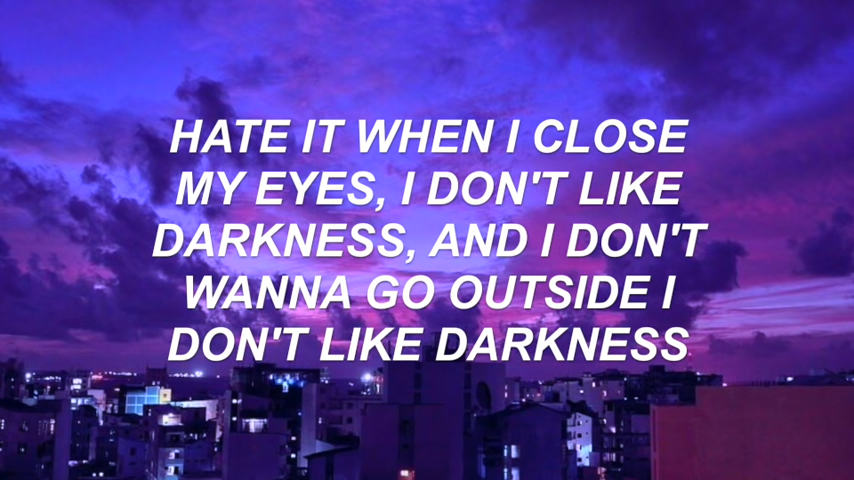 HATE IT WHEN I CLOSE
MY EYES, I DON'T LIKE
DARKNESS, AND I DON'T
WANNA GO OUTSIDE I
DON'T LIKE DARKNESS